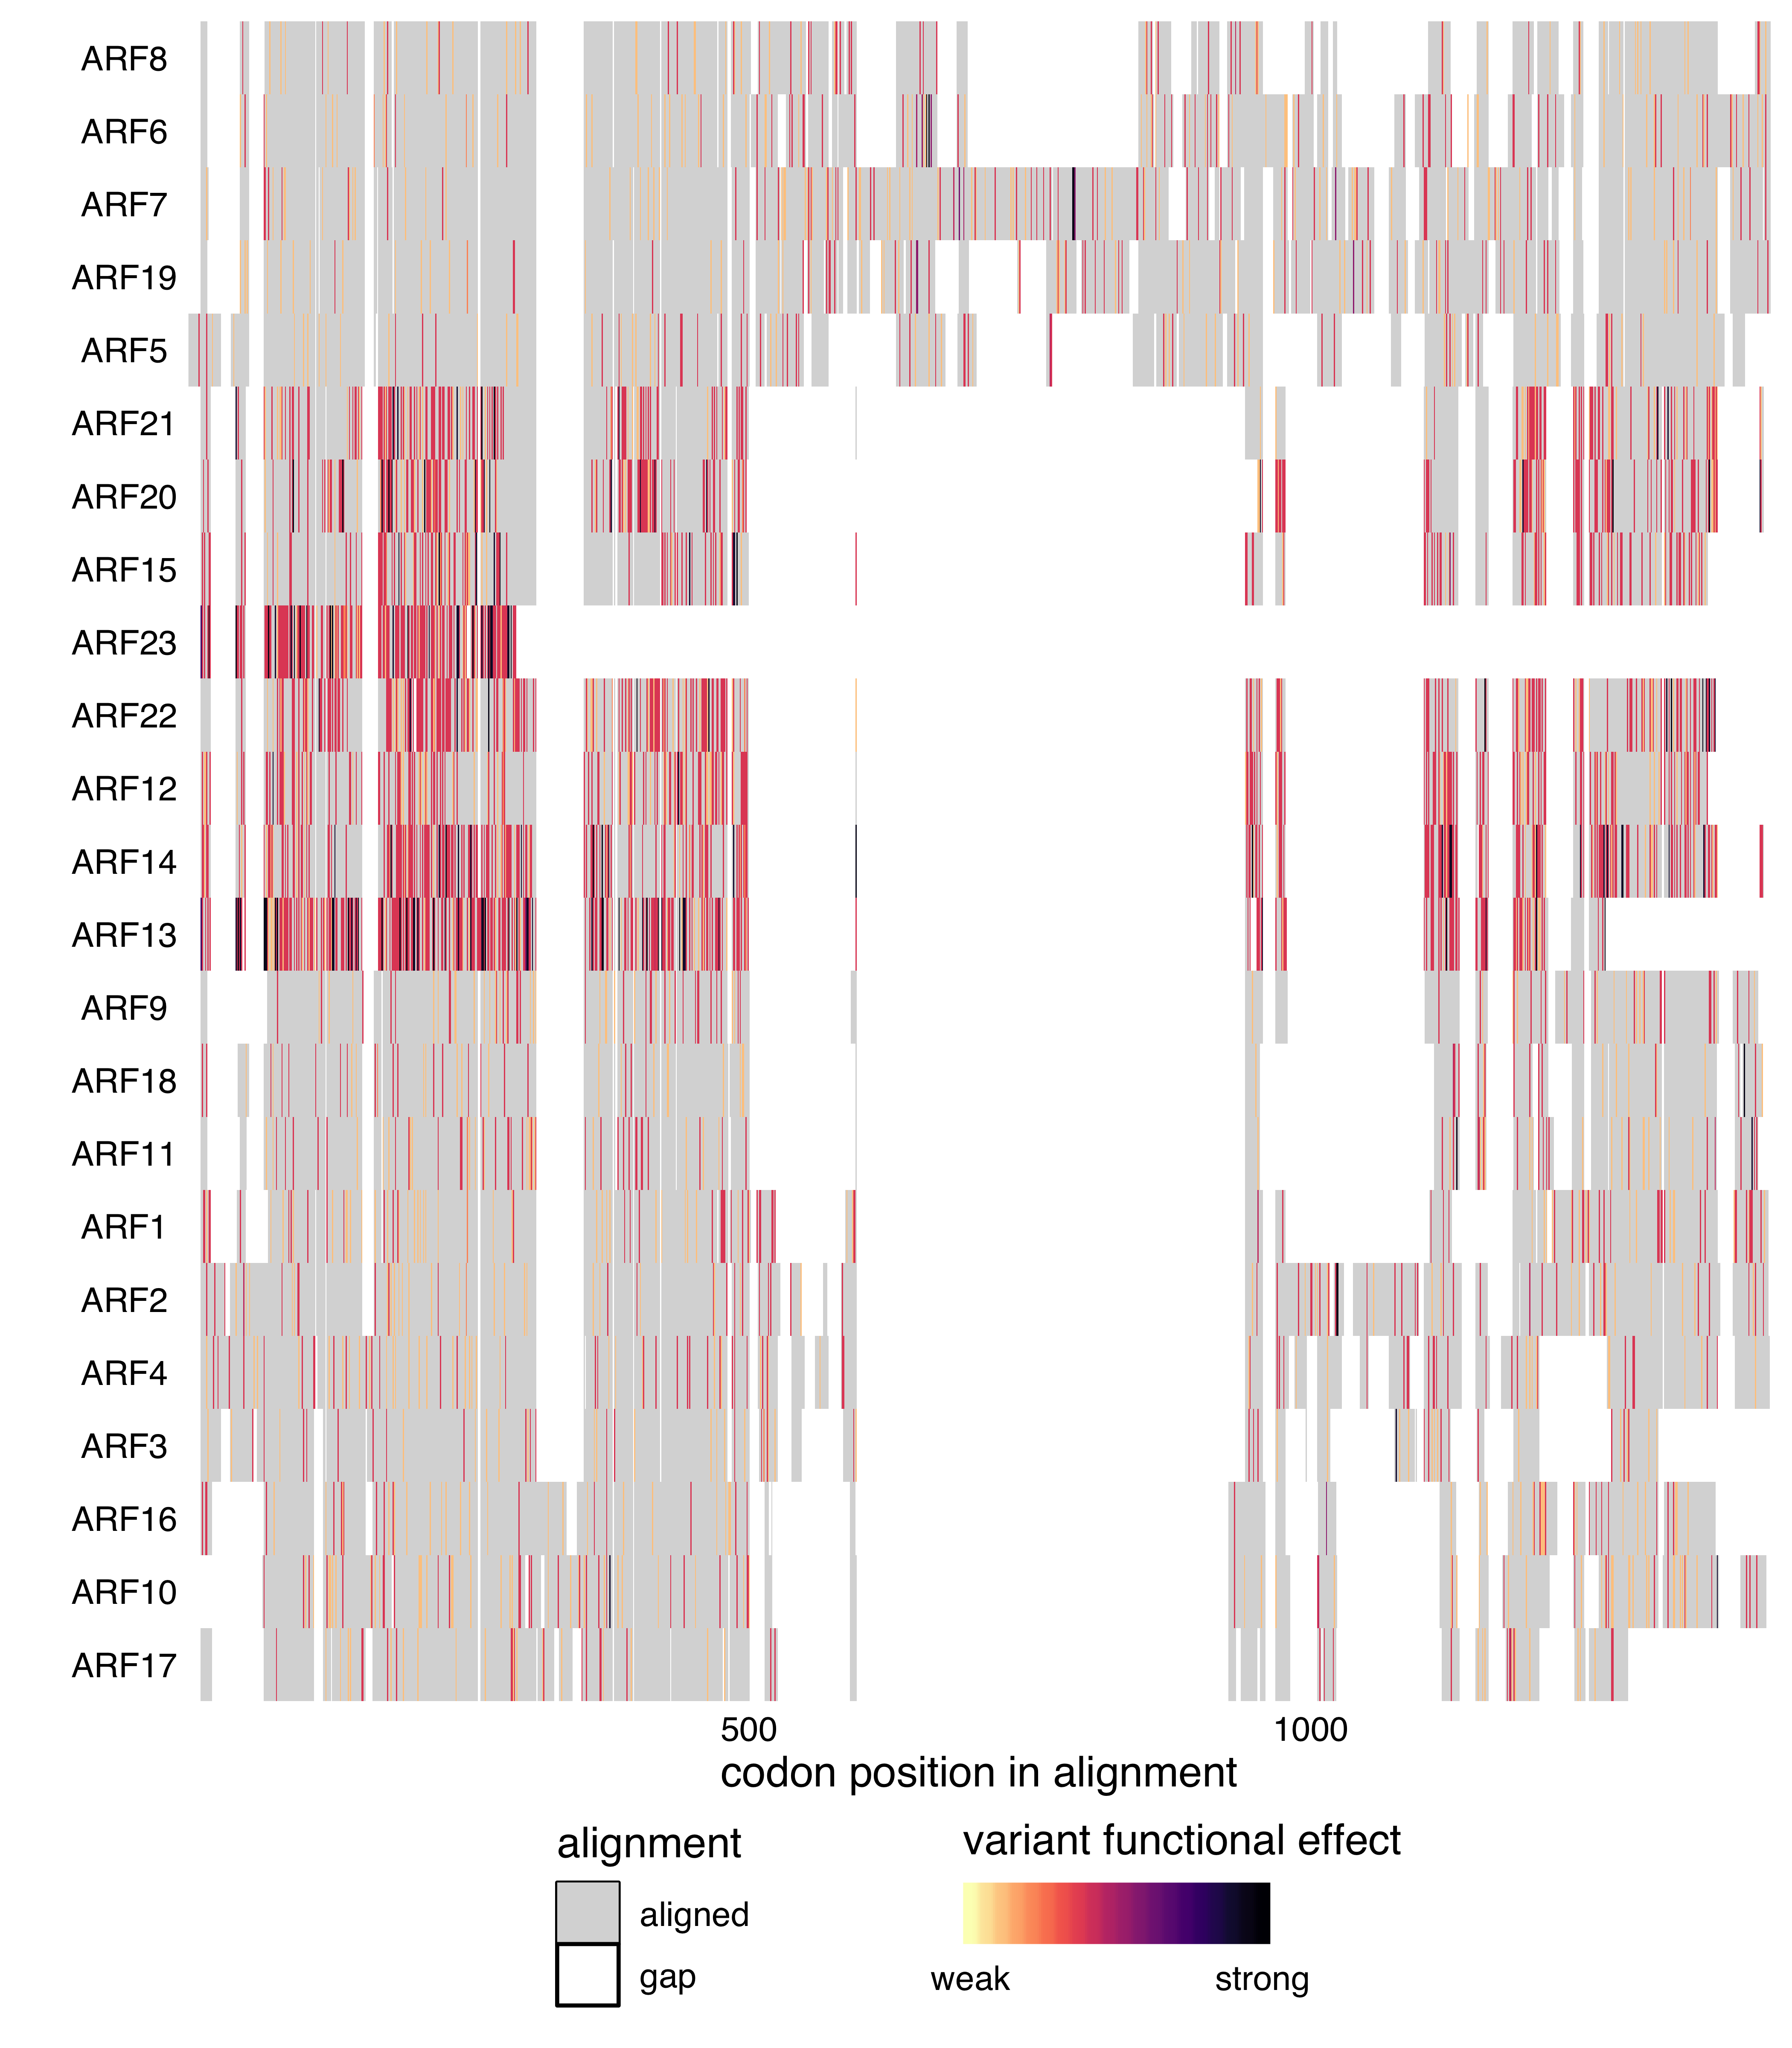 ARF8
ARF6
ARF7
ARF19
ARF5
ARF21
ARF20
ARF15
ARF23
ARF22
ARF12
ARF14
ARF13
ARF9
ARF18
ARF11
ARF1
ARF2
ARF4
ARF3
ARF16
ARF10
ARF17
500 1000
codon position in alignment
alignment
aligned
gap
variant functional effect
weak strong